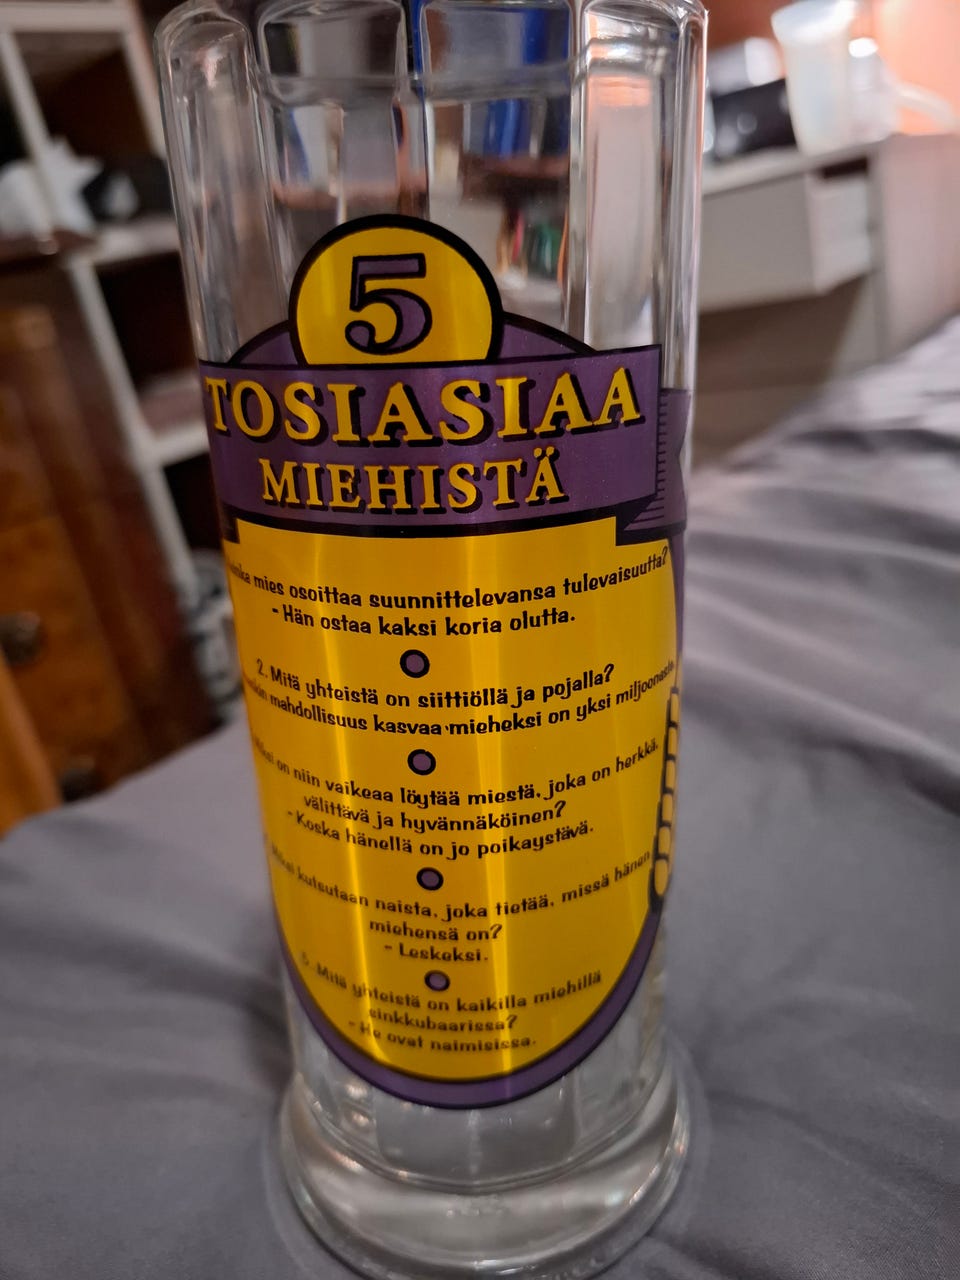 5
TOSIASIAA
MIEHISTÄ
mies osoittaa suunnittelevansa tulevaisuutta?
- Hän ostaa kaksi koria olutta.
2. Mitä yhteistä on siittiöllä ja pojalla?
mahdollisuus kasvaa mieheksi on yksi miljoonasta.
on niin vaikeaa löytää miestä, joka on herkkä,
välittävä ja hyvännäköinen?
- Koska hänellä on jo poikaystävä.
kutsutaan naista, joka tietää, missä hänen
miehensä on?
- Leskeksi.
5. Mitä yhteistä on kaikilla miehillä
sinkkubaarissa?
- He ovat naimisissa.